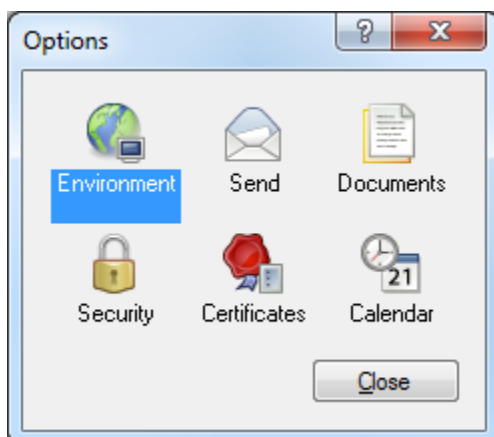 Options
Environment Send Documents
21
Security Certificates Calendar
Close